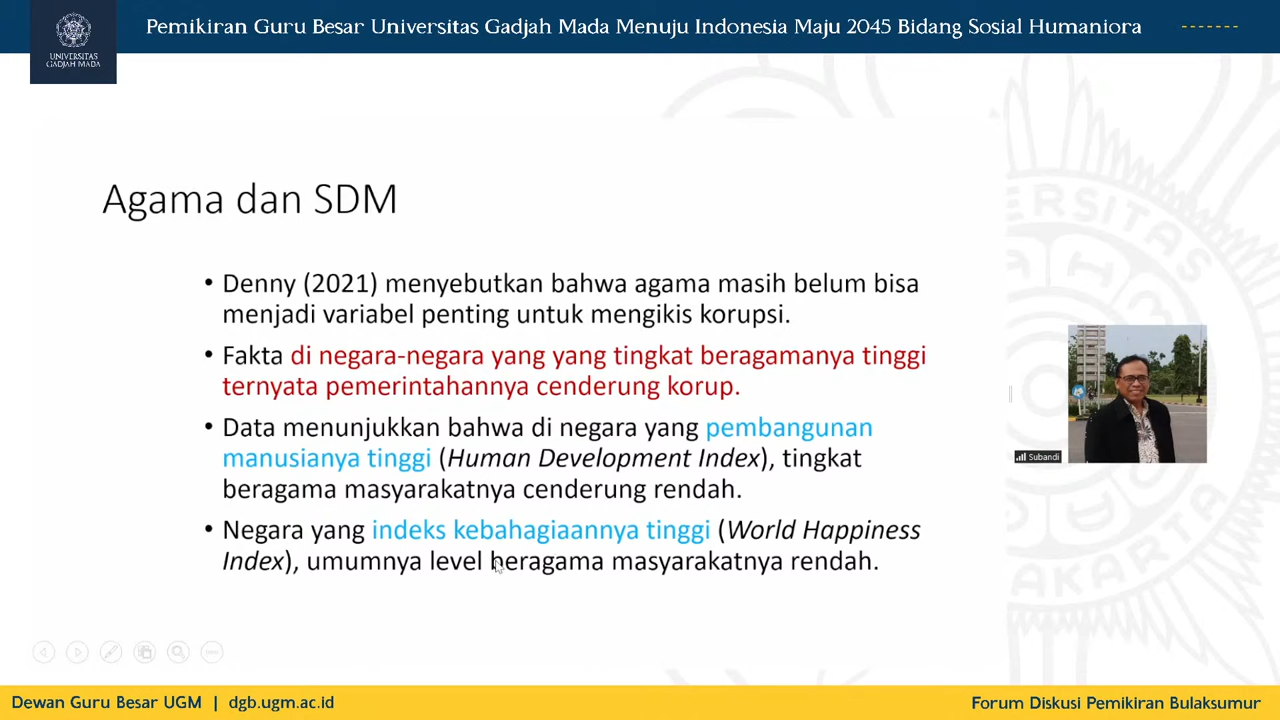 Pemikiran Guru Besar Universitas Gadjah Mada Menuju Indonesia Maju 2045 Bidang Sosial Humaniora
UNIVERSITAS
GADJAH MADA
Agama dan SDM
• Denny (2021) menyebutkan bahwa agama masih belum bisa
menjadi variabel penting untuk mengikis korupsi.
• Fakta di negara-negara yang yang tingkat beragamanya tinggi
ternyata pemerintahannya cenderung korup.
• Data menunjukkan bahwa di negara yang pembangunan
manusianya tinggi (Human Development Index), tingkat
beragama masyarakatnya cenderung rendah.
• Negara yang indeks kebahagiaannya tinggi (World Happiness
Index), umumnya level beragama masyarakatnya rendah.
Subandi
Dewan Guru Besar UGM | dgb.ugm.ac.id
Forum Diskusi Pemikiran Bulaksumur